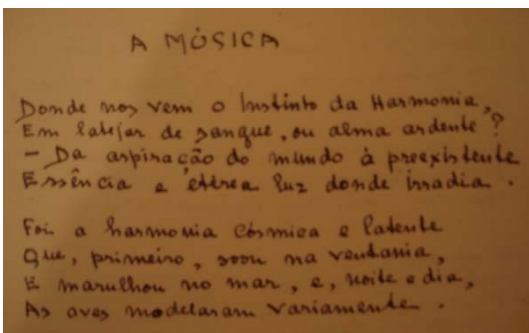 A MÚSICA
Donde nos vem o Instinto da Harmonia,
Em latejar de sangue, ou alma ardente?
- Da aspiração do mundo à preexistente
Essência e etérea luz donde irradia.
Foi a harmonia cósmica e latente
Que, primeiro, soou na ventania,
E marulhou no mar, e, noite e dia,
As aves modelaram variamente.